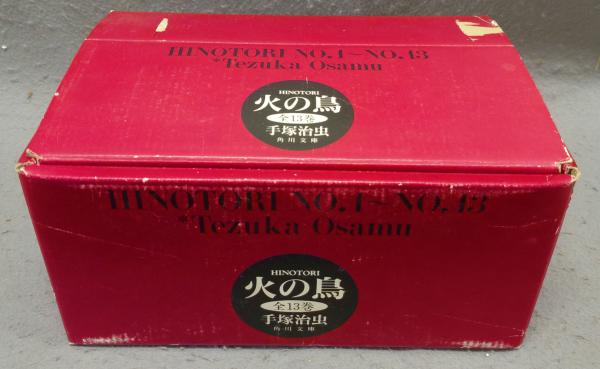 HINOTORI NO.1~NO.13
*Tezuka Osamu
HINOTORI
火の鳥
全13巻
手塚治虫
角川文庫
HINOTORI NO.1~NO.13
*Tezuka Osamu
HINOTORI
火の鳥
全13巻
手塚治虫
角川文庫